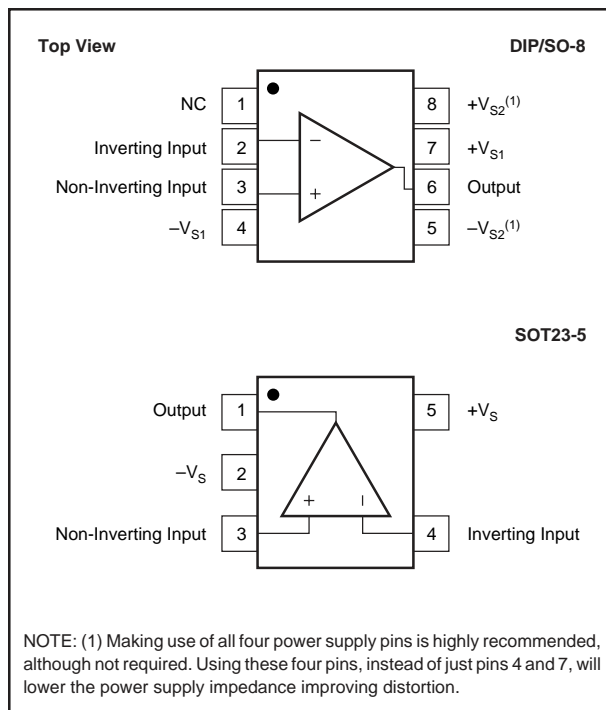 Top View DIP/SO-8
NC 1 8 +VS2(1)
Inverting Input 2 − 7 +VS1
Non-Inverting Input 3 + 6 Output
–VS1 4 5 –VS2(1)
SOT23-5
Output 1 5 +VS
–VS 2
+ −
Non-Inverting Input 3 4 Inverting Input
NOTE: (1) Making use of all four power supply pins is highly recommended,
although not required. Using these four pins, instead of just pins 4 and 7, will
lower the power supply impedance improving distortion.